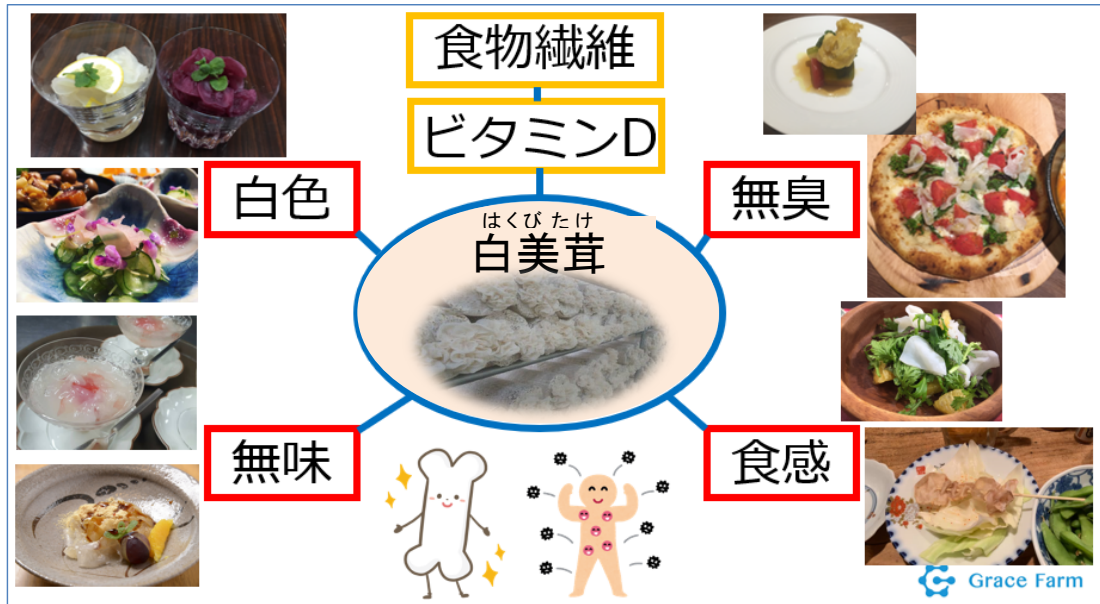 食物繊維
ビタミンD
白色
無臭
はくび たけ
白美茸
無味
食感
Grace Farm